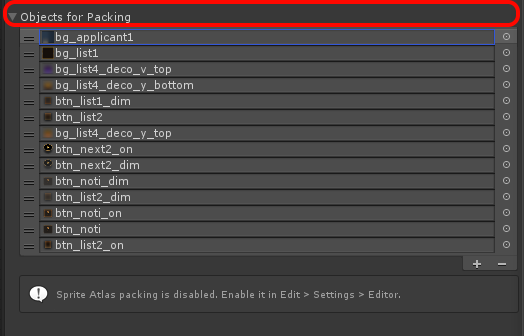 Objects for Packing
bg_applicant1
bg_list1
bg_list4_deco_v_top
bg_list4_deco_y_bottom
btn_list1_dim
btn_list2
bg_list4_deco_y_top
btn_next2_on
btn_next2_dim
btn_noti_dim
btn_list2_dim
btn_noti_on
btn_noti
btn_list2_on
Sprite Atlas packing is disabled. Enable it in Edit > Settings > Editor.